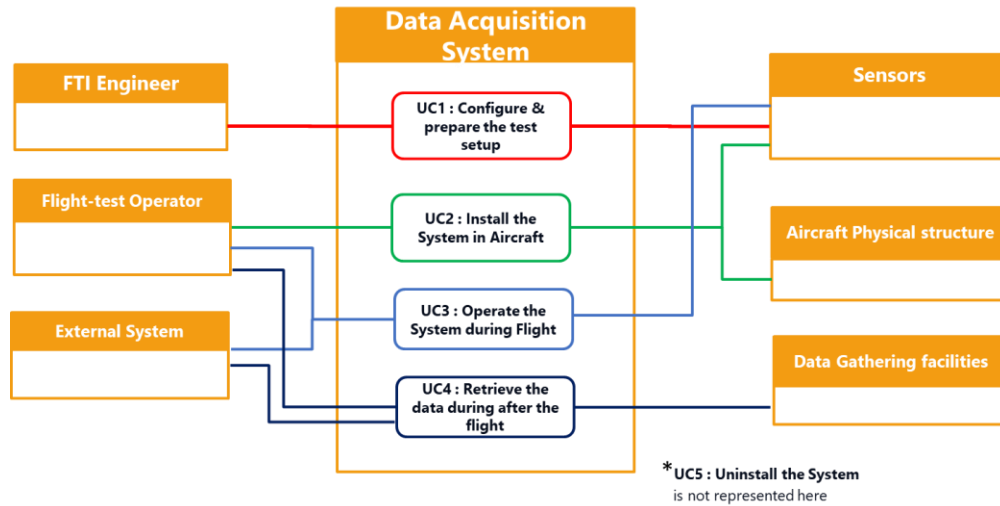 Data Acquisition
System
FTI Engineer
Sensors
UC1 : Configure &
prepare the test
setup
Flight-test Operator
UC2 : Install the
System in Aircraft
Aircraft Physical structure
External System
UC3 : Operate the
System during Flight
Data Gathering facilities
UC4 : Retrieve the
data during after the
flight
*UC5 : Uninstall the System
is not represented here